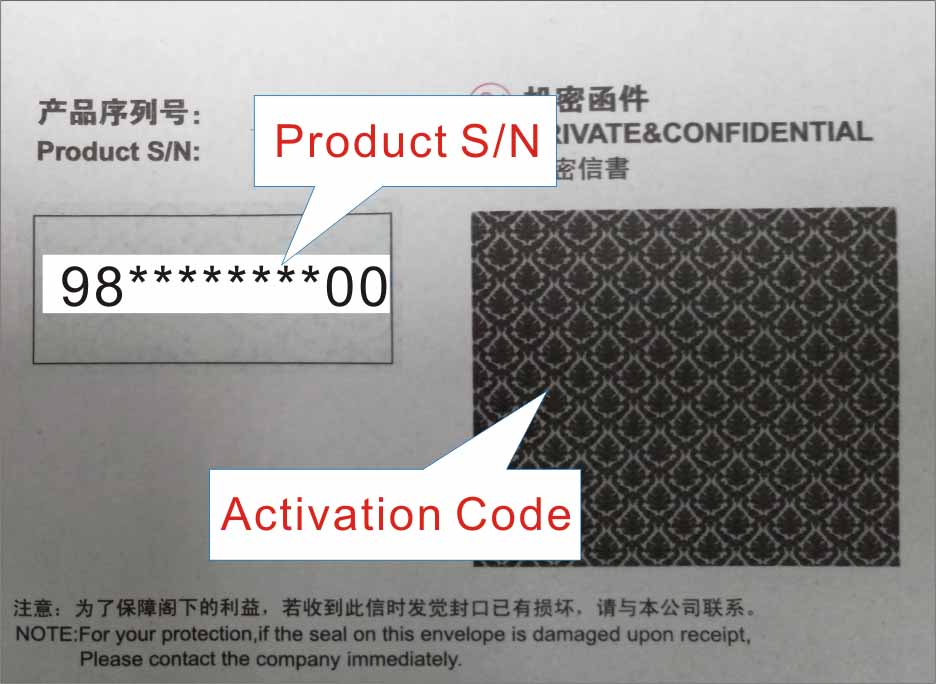 产品序列号:
Product S/N:
Product S/N
98********00
密函件
RIVATE&CONFIDENTIAL
密信書
Activation Code
注意：为了保障阁下的利益，若收到此信时发觉封口已有损坏，请与本公司联系。
NOTE:For your protection,if the seal on this envelope is damaged upon receipt,
Please contact the company immediately.